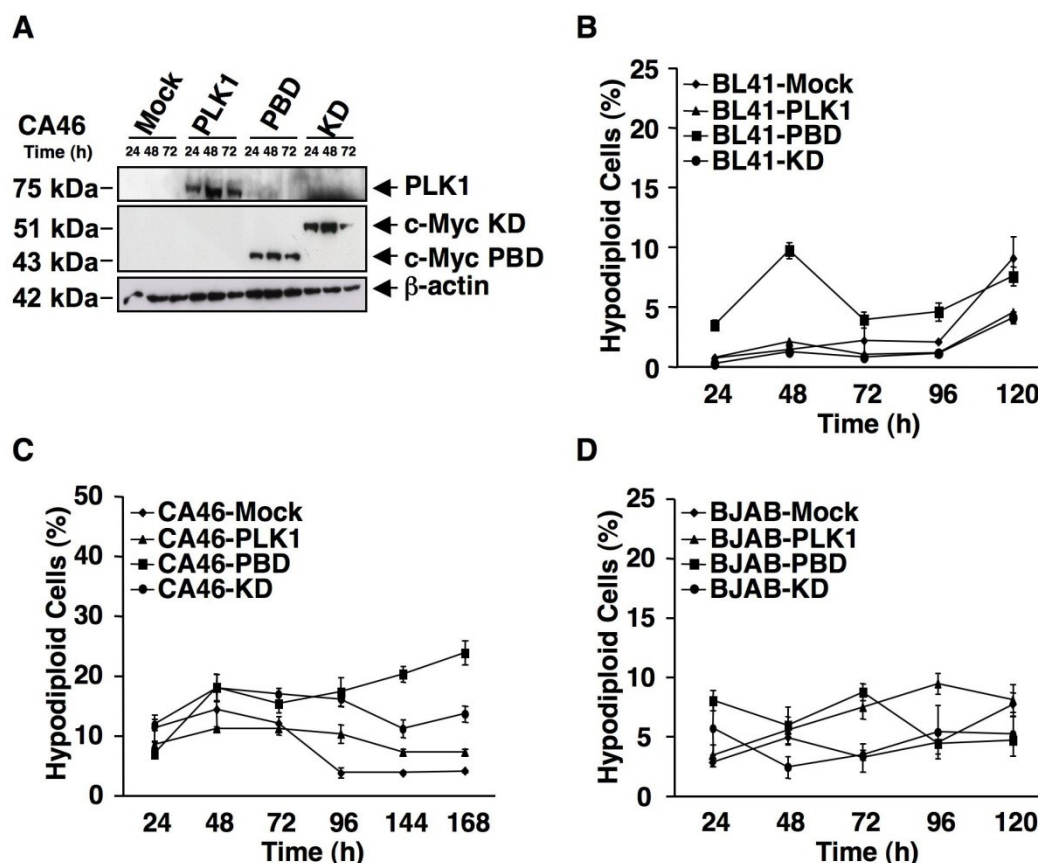 A
Mock PLK1 PBD KD
CA46
Time (h) 24 48 72 24 48 72 24 48 72 24 48 72
75 kDa PLK1
51 kDa c-Myc KD
43 kDa c-Myc PBD
42 kDa β-actin
B
Hypodiploid Cells (%)
25
20
15
10
5
0
BL41-Mock
BL41-PLK1
BL41-PBD
BL41-KD
24 48 72 96 120
Time (h)
C
Hypodiploid Cells (%)
50
40
30
20
10
0
CA46-Mock
CA46-PLK1
CA46-PBD
CA46-KD
24 48 72 96 144 168
Time (h)
D
Hypodiploid Cells (%)
25
20
15
10
5
0
BJAB-Mock
BJAB-PLK1
BJAB-PBD
BJAB-KD
24 48 72 96 120
Time (h)